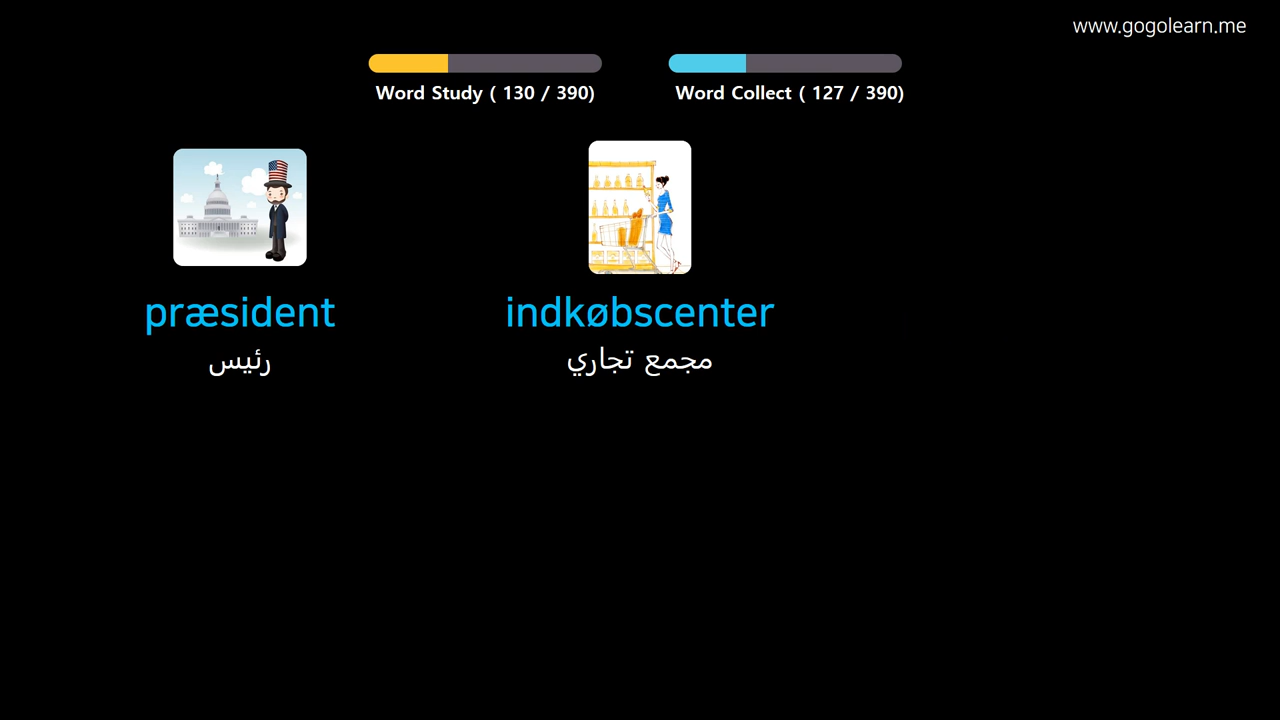 www.gogolearn.me
Word Study ( 130 / 390)
Word Collect ( 127 / 390)
præsident
رئيس
indkøbscenter
مجمع تجاري